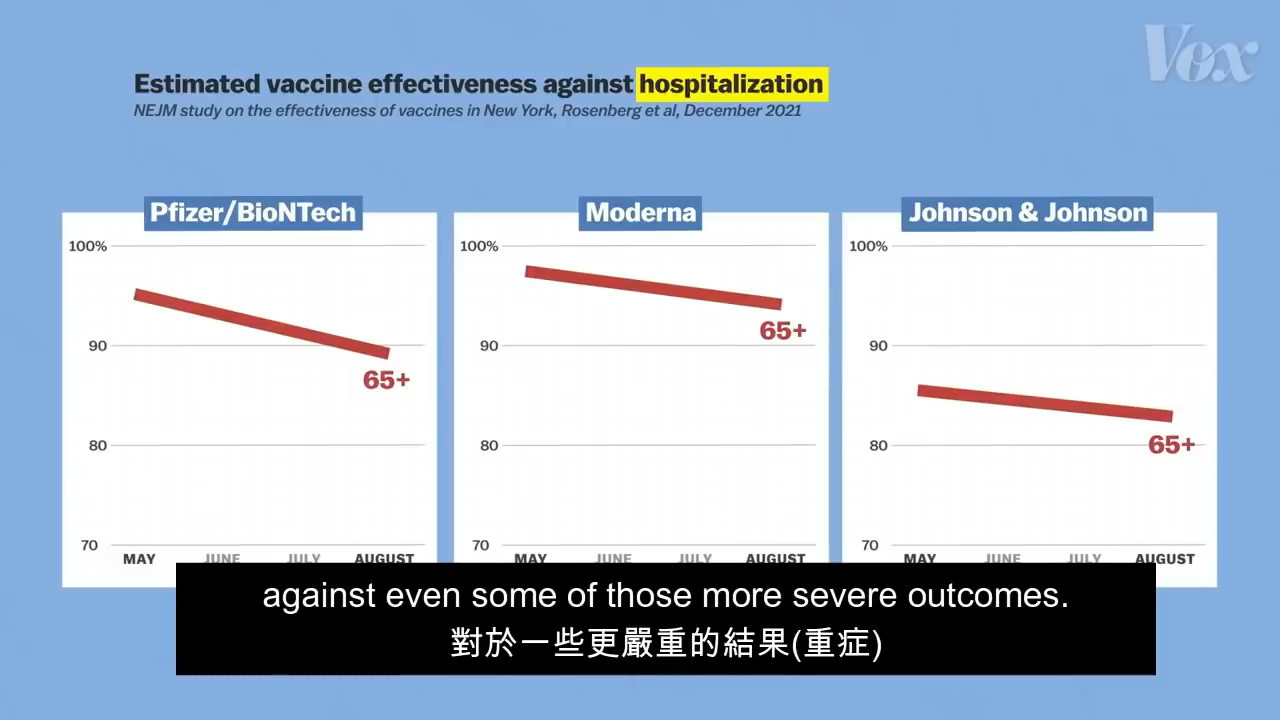 Vox
Estimated vaccine effectiveness against hospitalization
NEJM study on the effectiveness of vaccines in New York, Rosenberg et al, December 2021
Pfizer/BioNTech
100%
90
80
70
65+
MAY JUNE JULY AUGUST
Moderna
100%
90
80
70
65+
MAY JUNE JULY AUGUST
Johnson & Johnson
100%
90
80
70
65+
MAY JUNE JULY AUGUST
against even some of those more severe outcomes.
對於一些更嚴重的結果(重症)